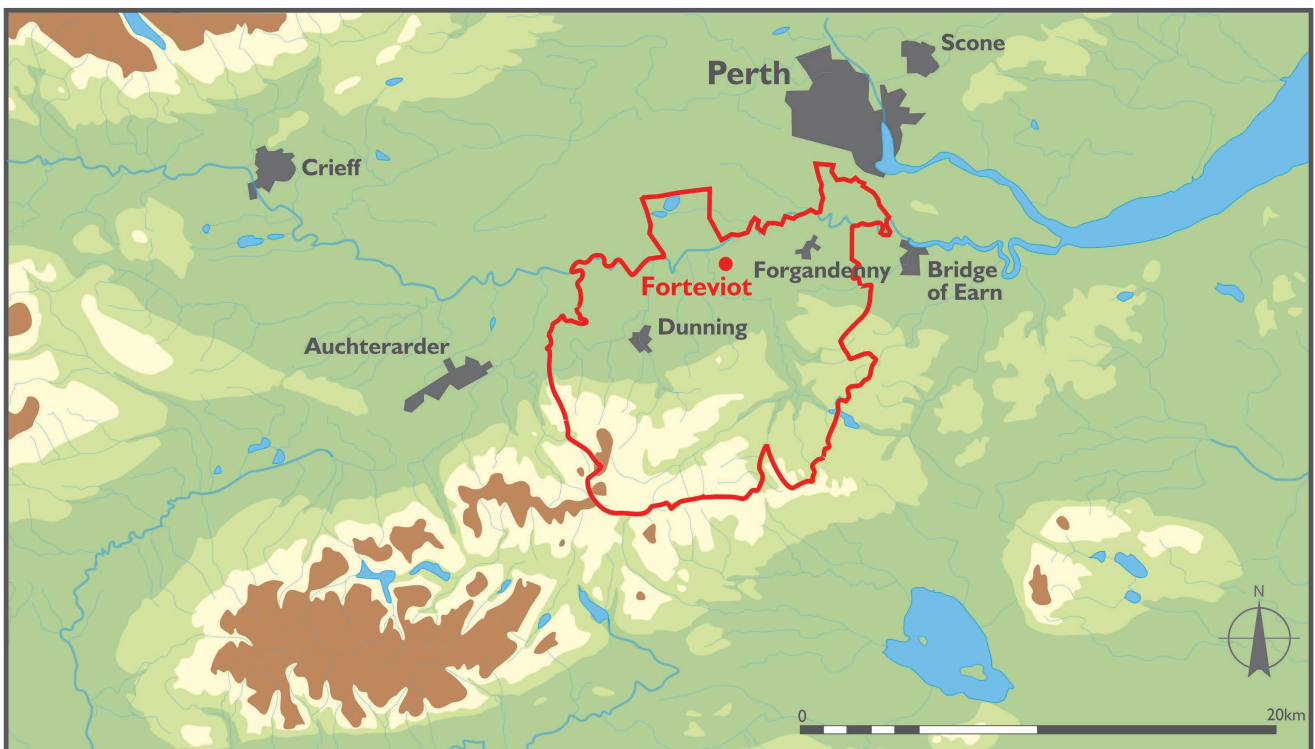 Scone
Perth
Crieff
Forgandenny
Bridge
of Earn
Forteviot
Dunning
Auchterarder
N
0
20km